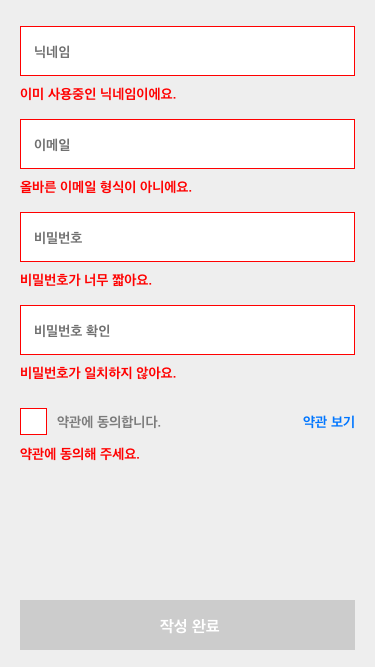 닉네임
이미 사용중인 닉네임이에요.
이메일
올바른 이메일 형식이 아니에요.
비밀번호
비밀번호가 너무 짧아요.
비밀번호 확인
비밀번호가 일치하지 않아요.
약관에 동의합니다. 약관 보기
약관에 동의해 주세요.
작성 완료